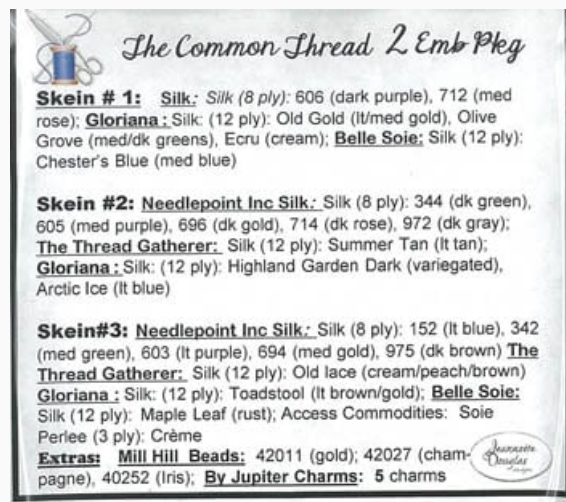 The Common Thread 2 Emb Pkg
Skein # 1: Silk: Silk (8 ply): 606 (dark purple), 712 (med
rose); Gloriana : Silk: (12 ply): Old Gold (lt/med gold), Olive
Grove (med/dk greens), Ecru (cream); Belle Soie: Silk (12 ply):
Chester's Blue (med blue)
Skein #2: Needlepoint Inc Silk: Silk (8 ply): 344 (dk green),
605 (med purple), 696 (dk gold), 714 (dk rose), 972 (dk gray);
The Thread Gatherer: Silk (12 ply): Summer Tan (lt tan);
Gloriana : Silk: (12 ply): Highland Garden Dark (variegated),
Arctic Ice (lt blue)
Skein#3: Needlepoint Inc Silk: Silk (8 ply): 152 (lt blue), 342
(med green), 603 (lt purple), 694 (med gold), 975 (dk brown) The
Thread Gatherer: Silk (12 ply): Old lace (cream/peach/brown)
Gloriana : Silk: (12 ply): Toadstool (lt brown/gold); Belle Soie:
Silk (12 ply): Maple Leaf (rust); Access Commodities: Soie
Perlee (3 ply): Crème
Extras: Mill Hill Beads: 42011 (gold); 42027 (cham-
pagne), 40252 (Iris); By Jupiter Charms: 5 charms
Jeannette
Douglas